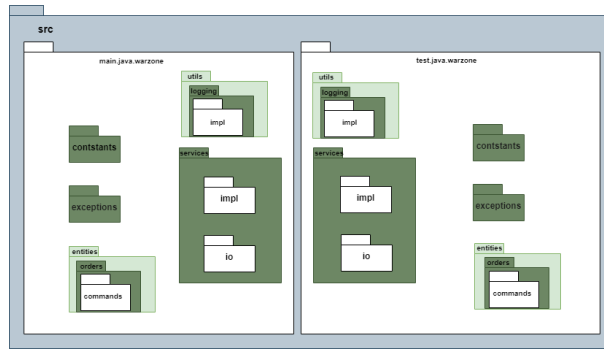 src
main.java.warzone
utils
logging
impl
contstants
services
impl
exceptions
io
entities
orders
commands
test.java.warzone
utils
logging
impl
contstants
services
impl
exceptions
io
entities
orders
commands